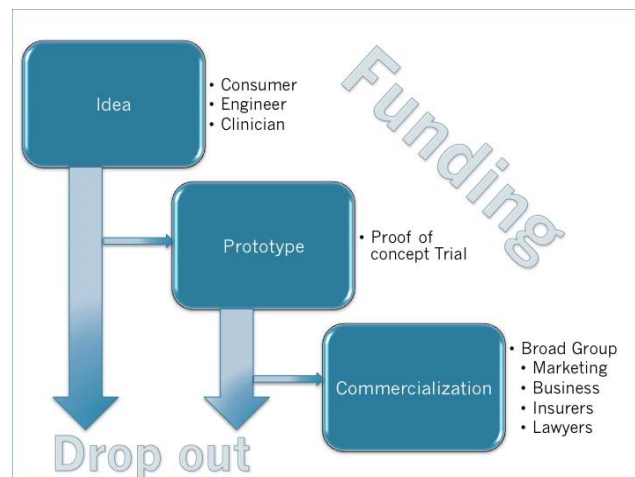 Idea
• Consumer
• Engineer
• Clinician
Funding
Prototype
• Proof of
concept Trial
Commercialization
• Broad Group
• Marketing
• Business
• Insurers
• Lawyers
Drop out